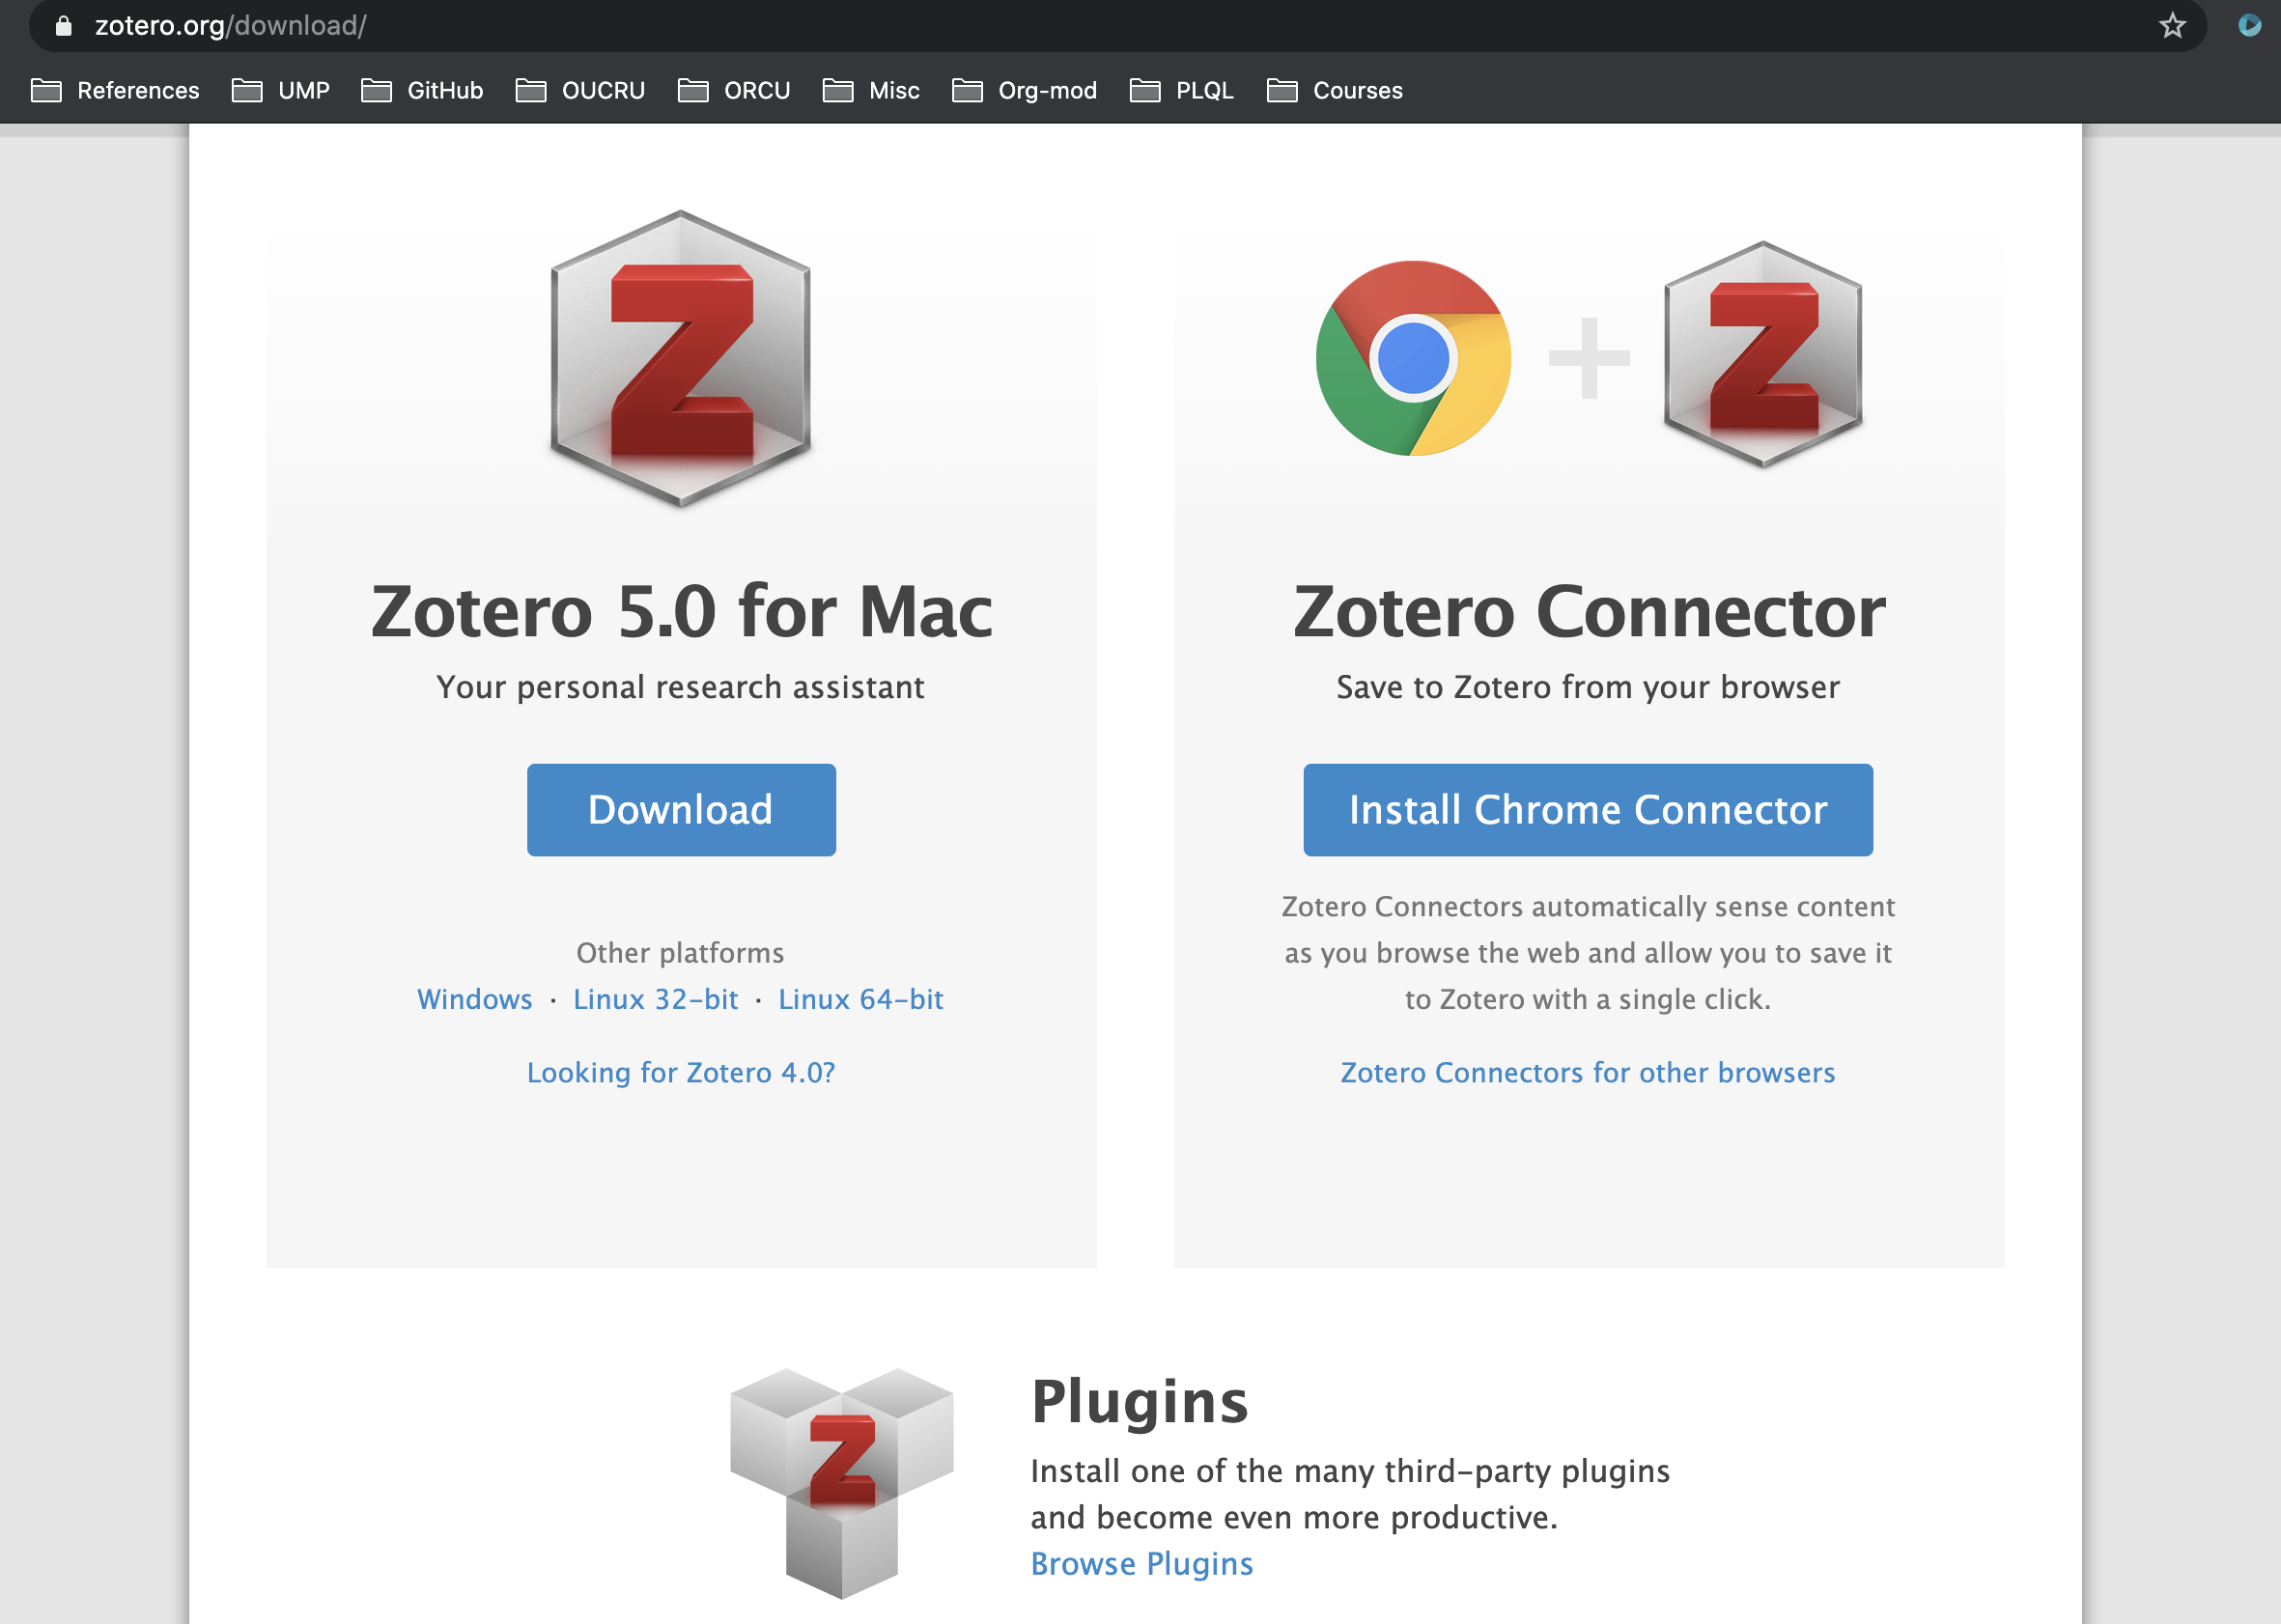 zotero.org/download/
References UMP GitHub OUCRU ORCU Misc Org-mod PLQL Courses
Z
Z
Zotero 5.0 for Mac
Your personal research assistant
Download
Other platforms
Windows · Linux 32-bit · Linux 64-bit
Looking for Zotero 4.0?
Zotero Connector
Save to Zotero from your browser
Install Chrome Connector
Zotero Connectors automatically sense content
as you browse the web and allow you to save it
to Zotero with a single click.
Zotero Connectors for other browsers
Z
Plugins
Install one of the many third-party plugins
and become even more productive.
Browse Plugins